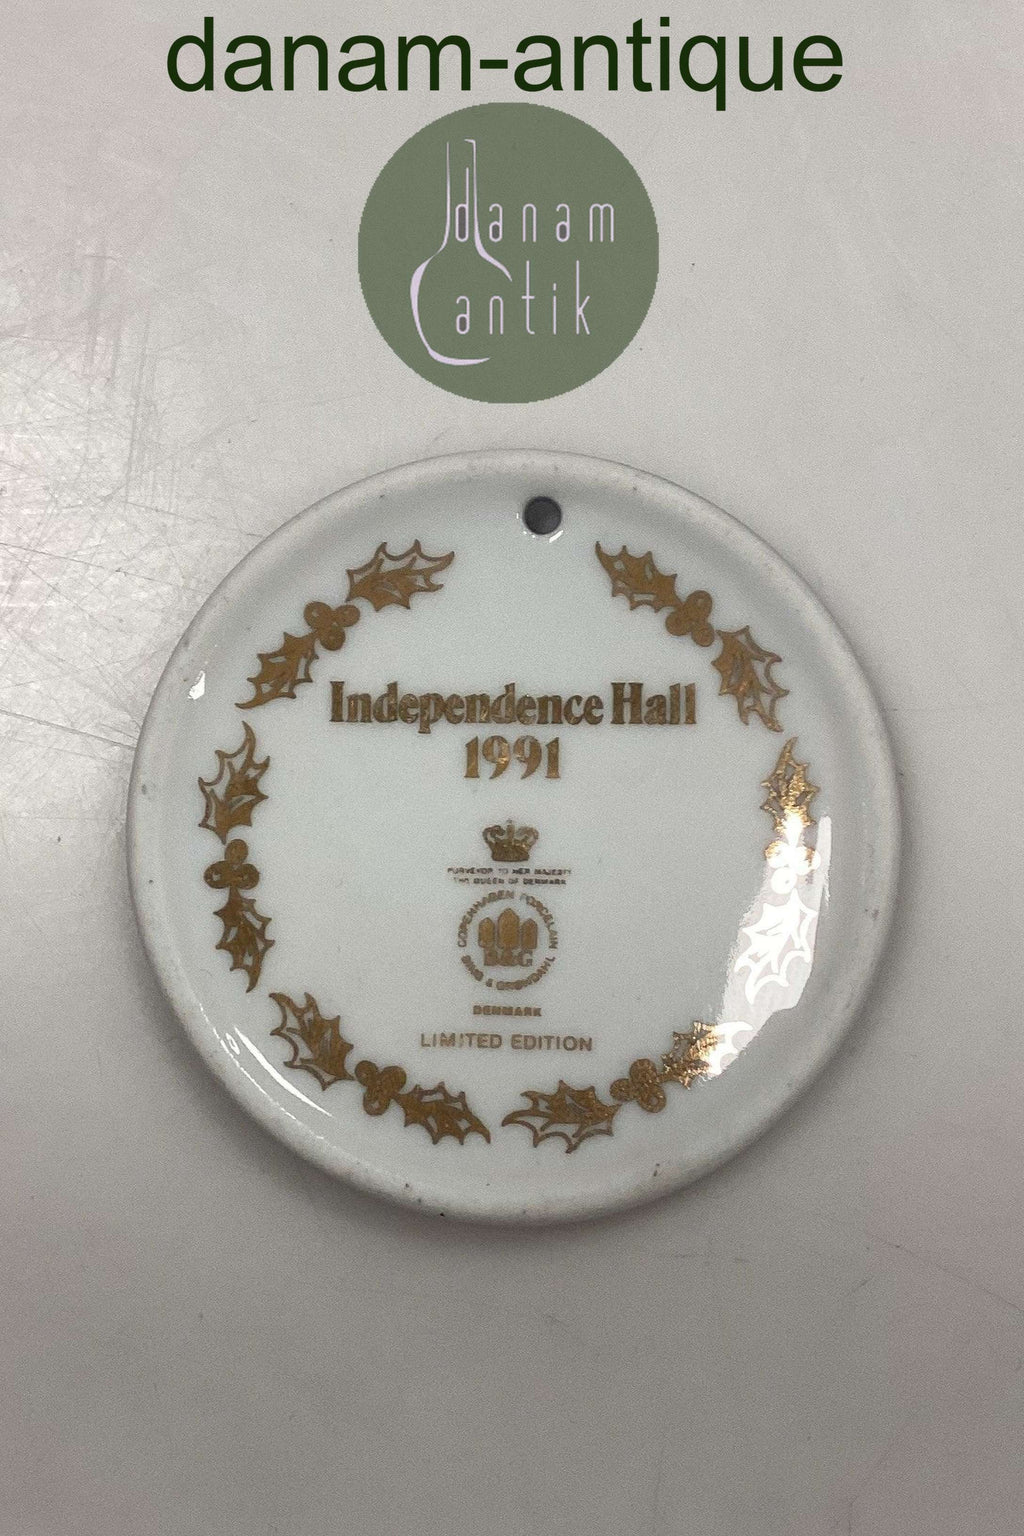 danam-antique
danam
antik
Independence Hall
1991
PURVEYOR TO HER MAJESTY
THE QUEEN OF DENMARK
COPENHAGEN PORCELAIN
BING & GRØNDAHL
B&G
DENMARK
LIMITED EDITION